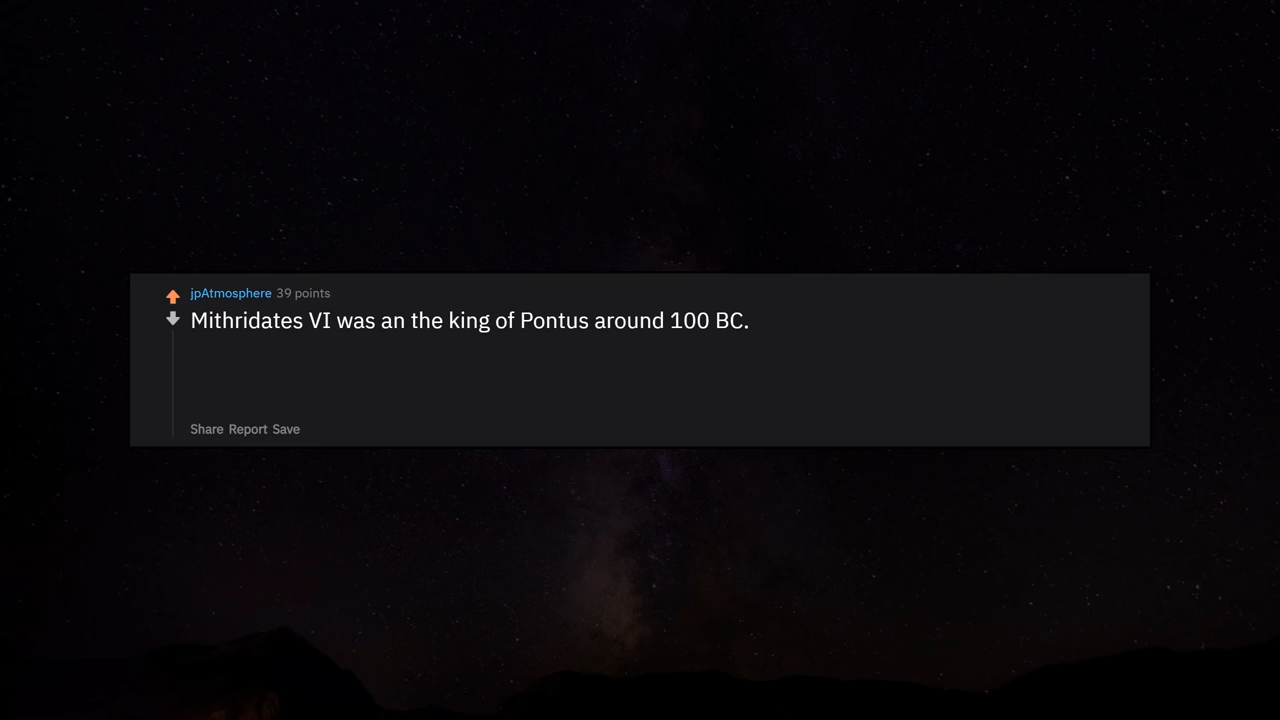 jpAtmosphere 39 points
Mithridates VI was an the king of Pontus around 100 BC.
Share Report Save